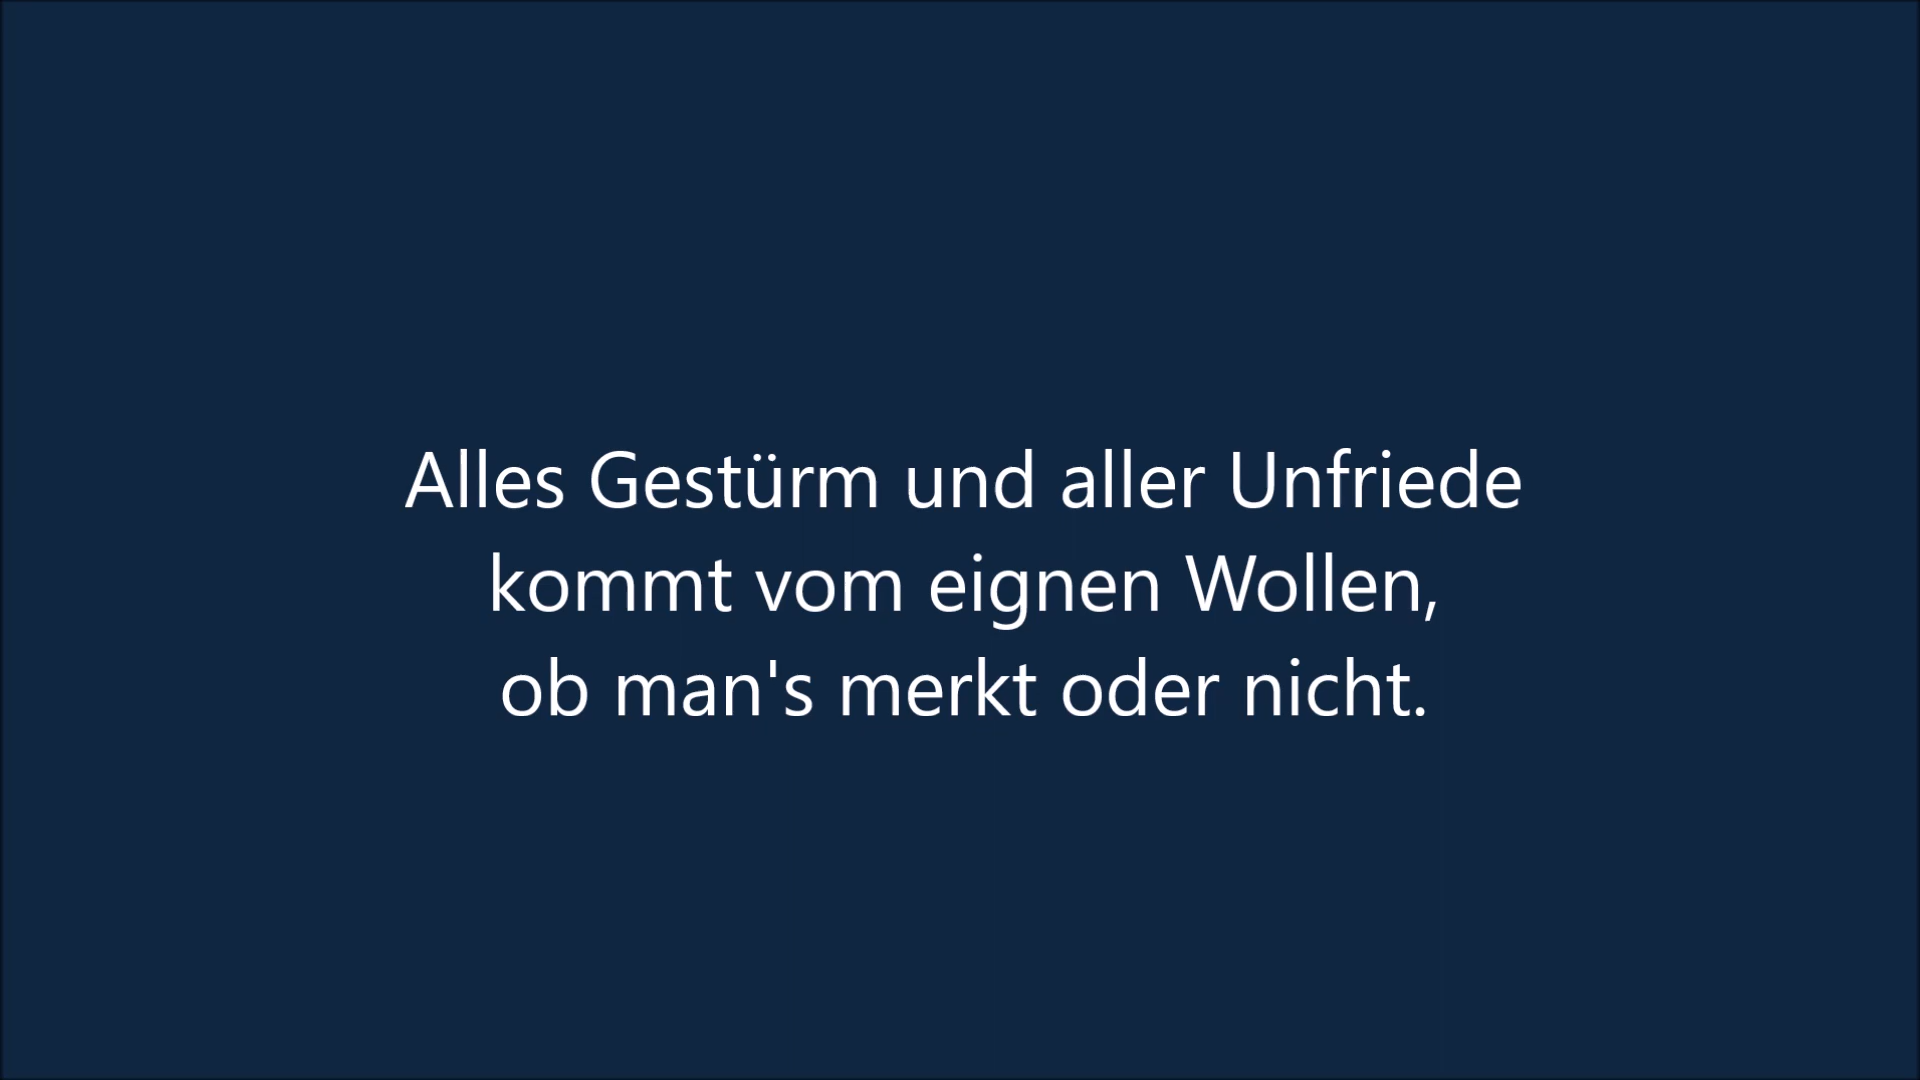 Alles Gestürm und aller Unfriede
kommt vom eignen Wollen,
ob man's merkt oder nicht.